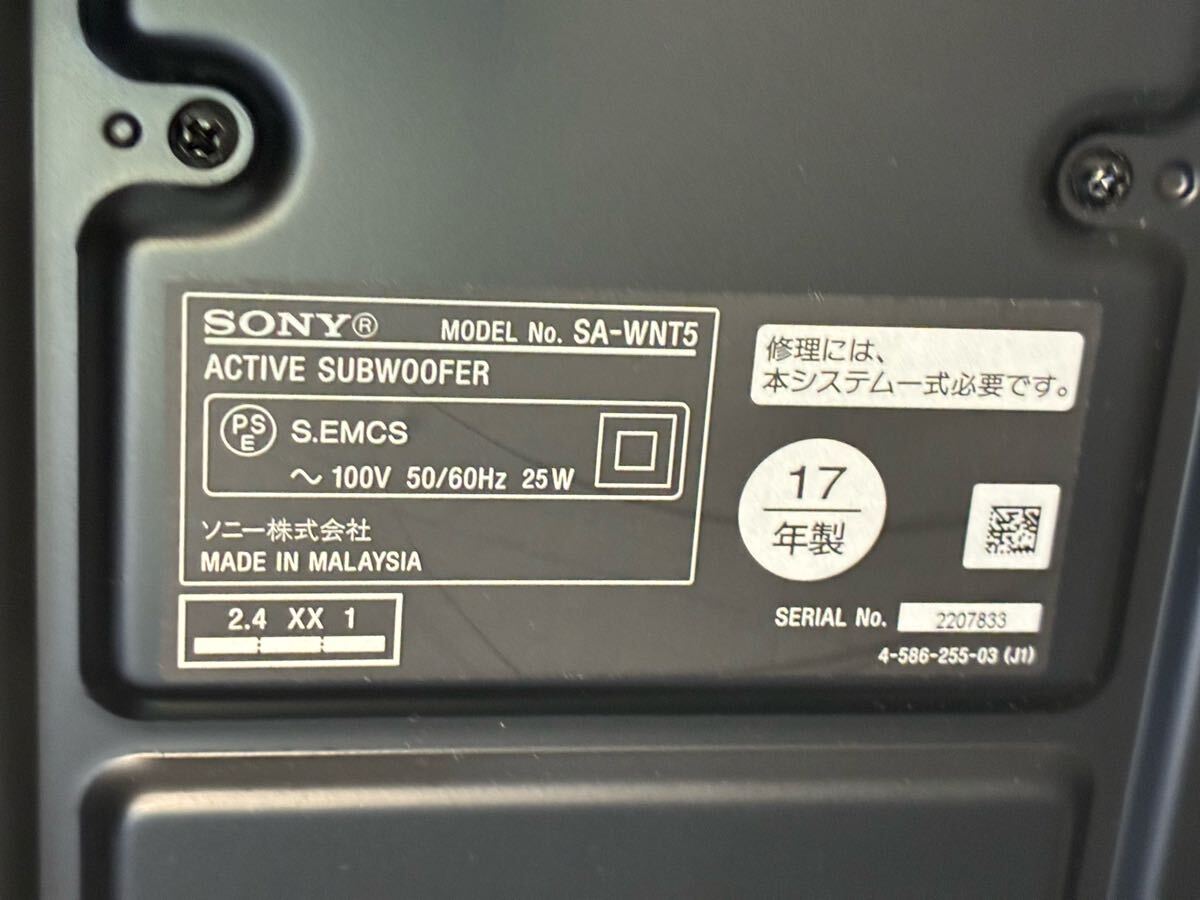 SONY® MODEL No. SA-WNT5
ACTIVE SUBWOOFER
PSE S.EMCS
〜 100V 50/60Hz 25W
ソニー株式会社
MADE IN MALAYSIA
2.4 XX 1
修理には、
本システム一式必要です。
17
年製
SERIAL No. 2207833
4-586-255-03 (J1)